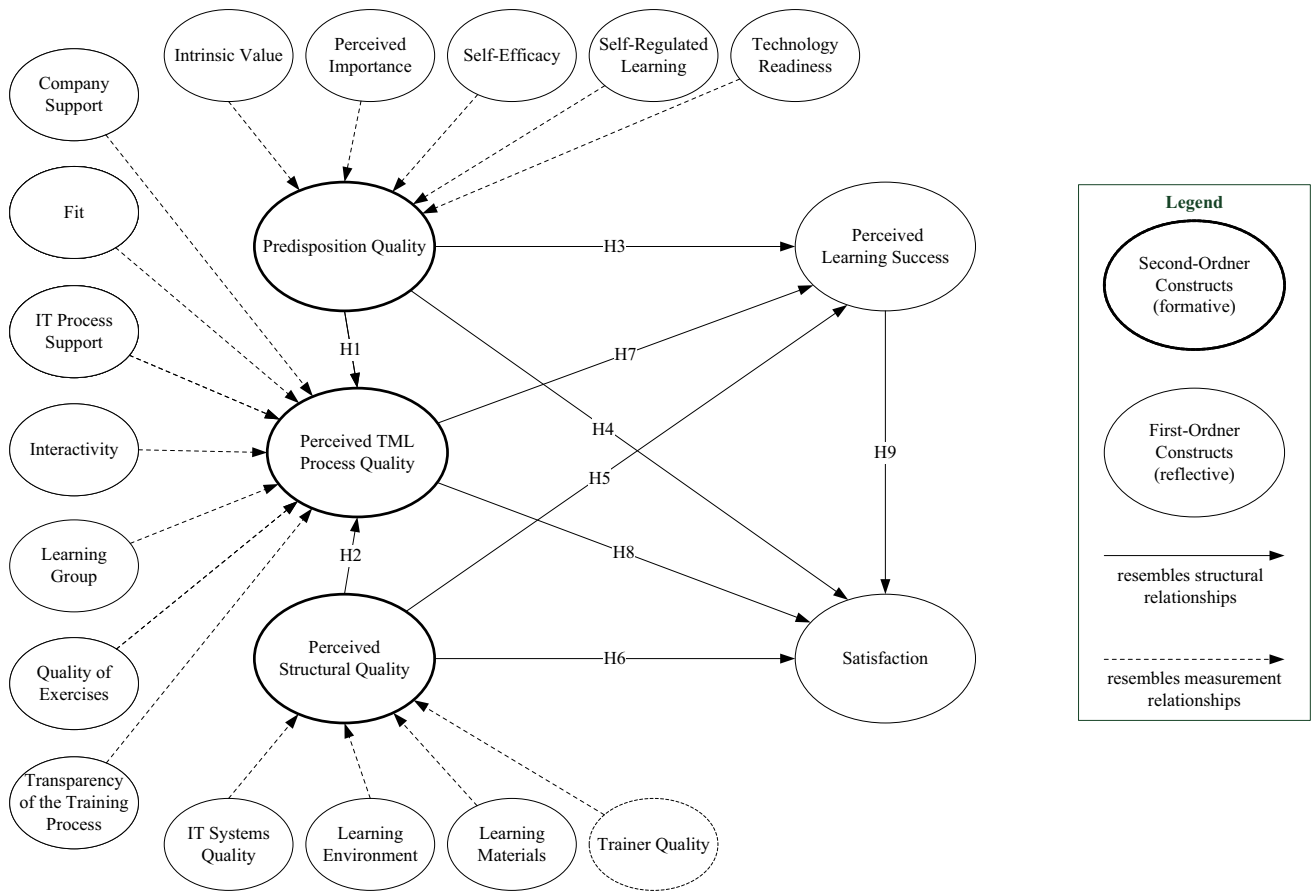 Intrinsic Value
Perceived
Importance
Self-Efficacy
Self-Regulated
Learning
Technology
Readiness
Company
Support
Fit
IT Process
Support
Interactivity
Learning
Group
Quality of
Exercises
Transparency
of the Training
Process
Predisposition Quality
H1
Perceived TML
Process Quality
H2
Perceived
Structural Quality
IT Systems
Quality
Learning
Environment
Learning
Materials
Trainer Quality
H3
H7
H4
H5
H8
H6
Perceived
Learning Success
H9
Satisfaction
Legend
Second-Ordner
Constructs
(formative)
First-Ordner
Constructs
(reflective)
resembles structural
relationships
resembles measurement
relationships